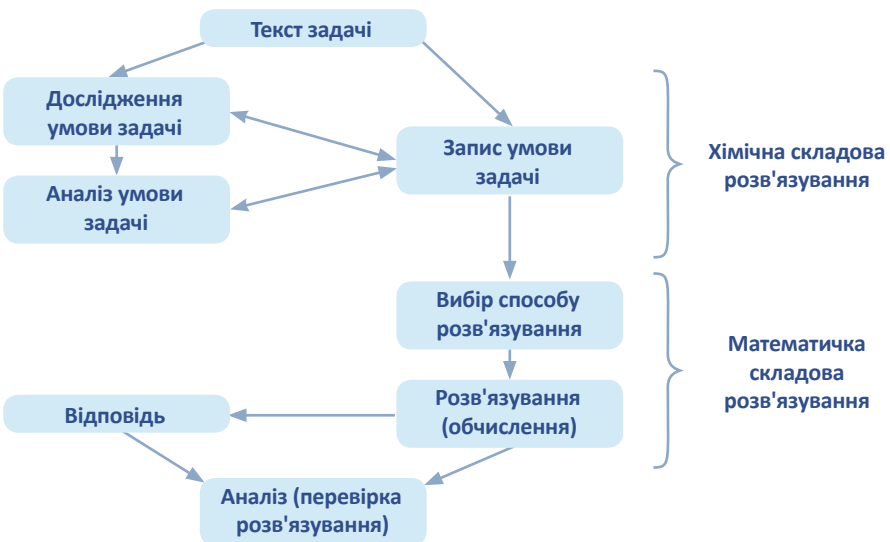 Текст задачі
Дослідження
умови задачі
Аналіз умови
задачі
Запис умови
задачі
Хімічна складова
розв'язування
Вибір способу
розв'язування
Розв'язування
(обчислення)
Математичка
складова
розв'язування
Відповідь
Аналіз (перевірка
розв'язування)